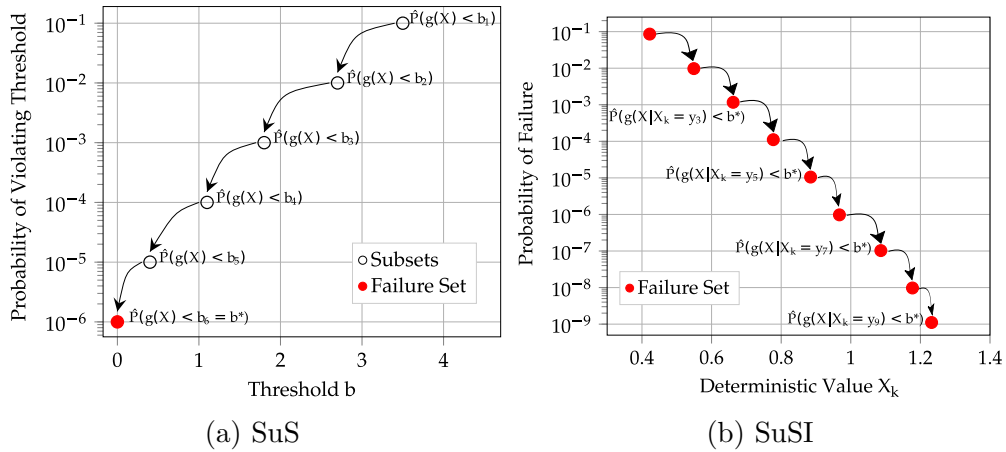 Probability of Violating Threshold
10⁻¹
10⁻²
10⁻³
10⁻⁴
10⁻⁵
10⁻⁶
P̂(g(X) < b₁)
P̂(g(X) < b₂)
P̂(g(X) < b₃)
P̂(g(X) < b₄)
P̂(g(X) < b₅)
P̂(g(X) < b₆ = b*)
Subsets
Failure Set
0 1 2 3 4
Threshold b
(a) SuS
Probability of Failure
10⁻¹
10⁻²
10⁻³
10⁻⁴
10⁻⁵
10⁻⁶
10⁻⁷
10⁻⁸
10⁻⁹
P̂(g(X|Xₖ = y₃) < b*)
P̂(g(X|Xₖ = y₅) < b*)
P̂(g(X|Xₖ = y₇) < b*)
P̂(g(X|Xₖ = y₉) < b*)
Failure Set
0.4 0.6 0.8 1 1.2 1.4
Deterministic Value Xₖ
(b) SuSI